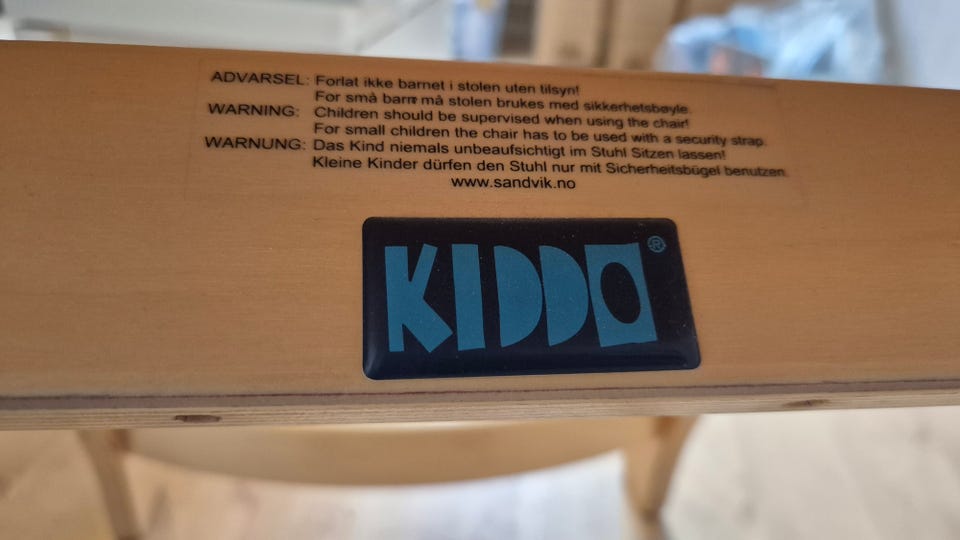 ADVARSEL: Forlat ikke barnet i stolen uten tilsyn!
For små barn må stolen brukes med sikkerhetsbøyle.
WARNING: Children should be supervised when using the chair!
For small children the chair has to be used with a security strap.
WARNUNG: Das Kind niemals unbeaufsichtigt im Stuhl Sitzen lassen!
Kleine Kinder dürfen den Stuhl nur mit Sicherheitsbügel benutzen.
www.sandvik.no
KIDDO ®